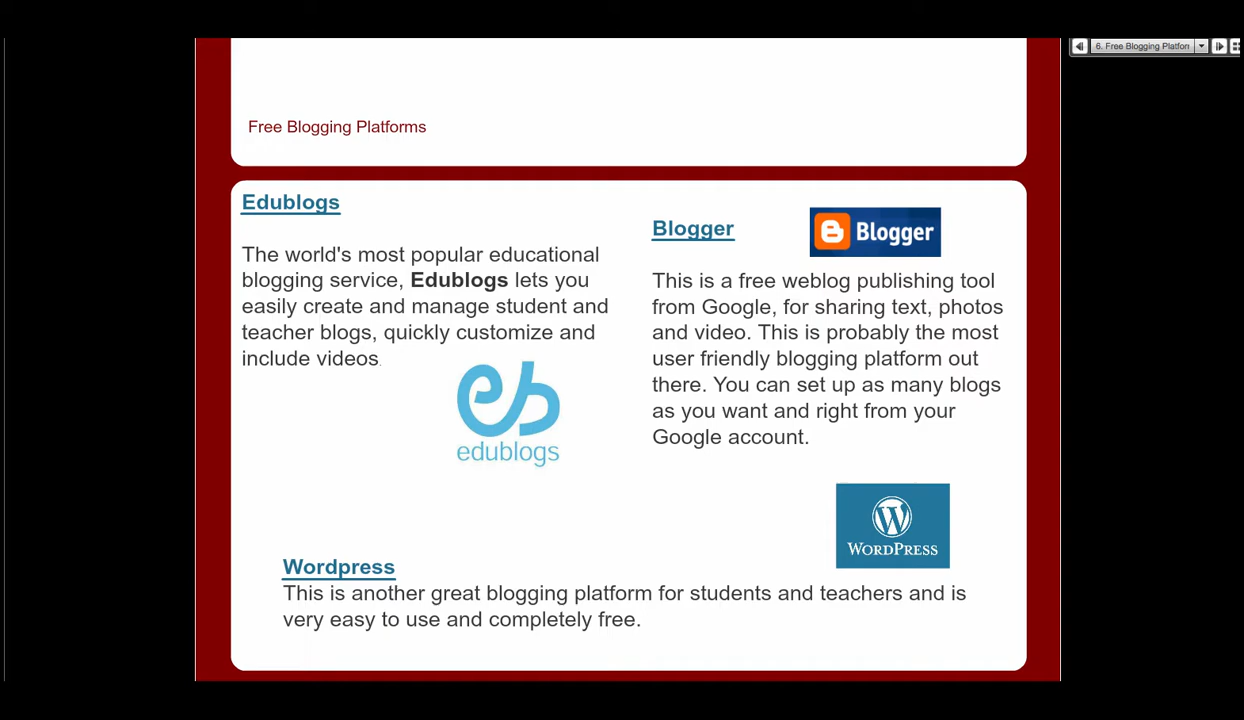 6. Free Blogging Platforn
Free Blogging Platforms
Edublogs
The world's most popular educational
blogging service, Edublogs lets you
easily create and manage student and
teacher blogs, quickly customize and
include videos.
edublogs
Blogger
Blogger
This is a free weblog publishing tool
from Google, for sharing text, photos
and video. This is probably the most
user friendly blogging platform out
there. You can set up as many blogs
as you want and right from your
Google account.
WORDPRESS
Wordpress
This is another great blogging platform for students and teachers and is
very easy to use and completely free.